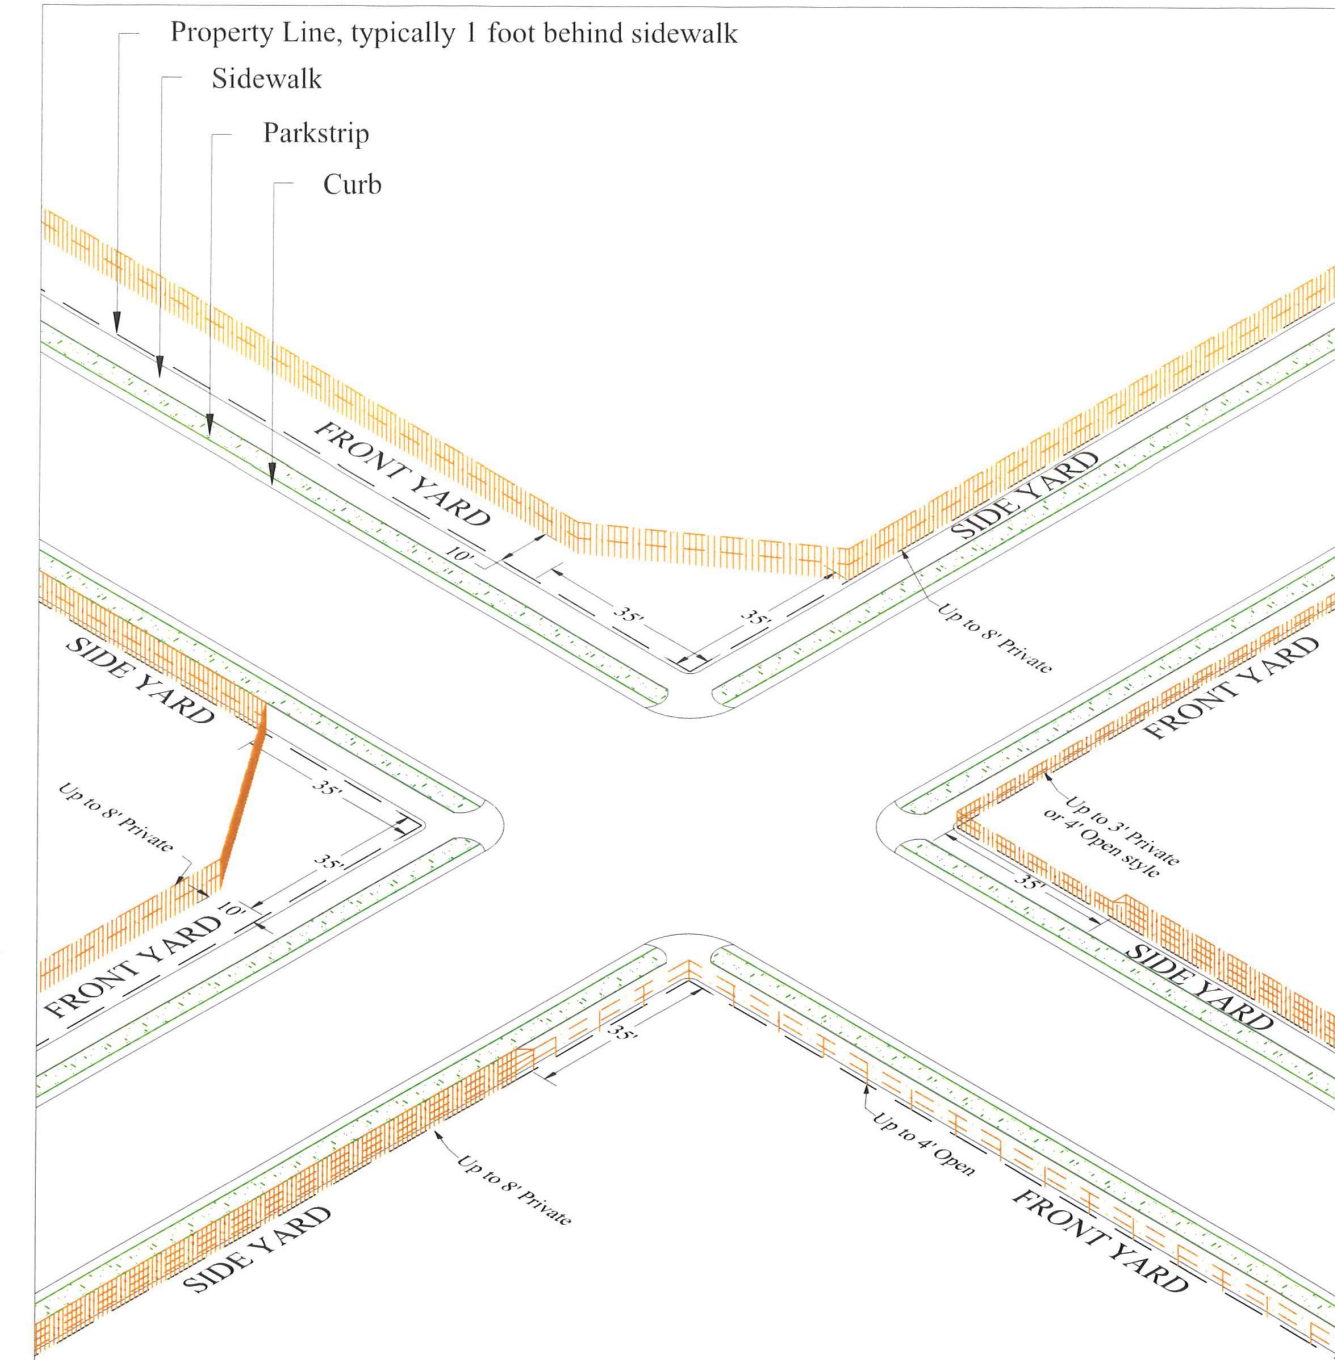 Property Line, typically 1 foot behind sidewalk
Sidewalk
Parkstrip
Curb
FRONT YARD
SIDE YARD
10'
35'
35'
Up to 8' Private
SIDE YARD
35'
Up to 8' Private
35'
10'
FRONT YARD
FRONT YARD
Up to 3' Private
or 4' Open style
35'
SIDE YARD
35'
Up to 8' Private
SIDE YARD
Up to 4' Open
FRONT YARD